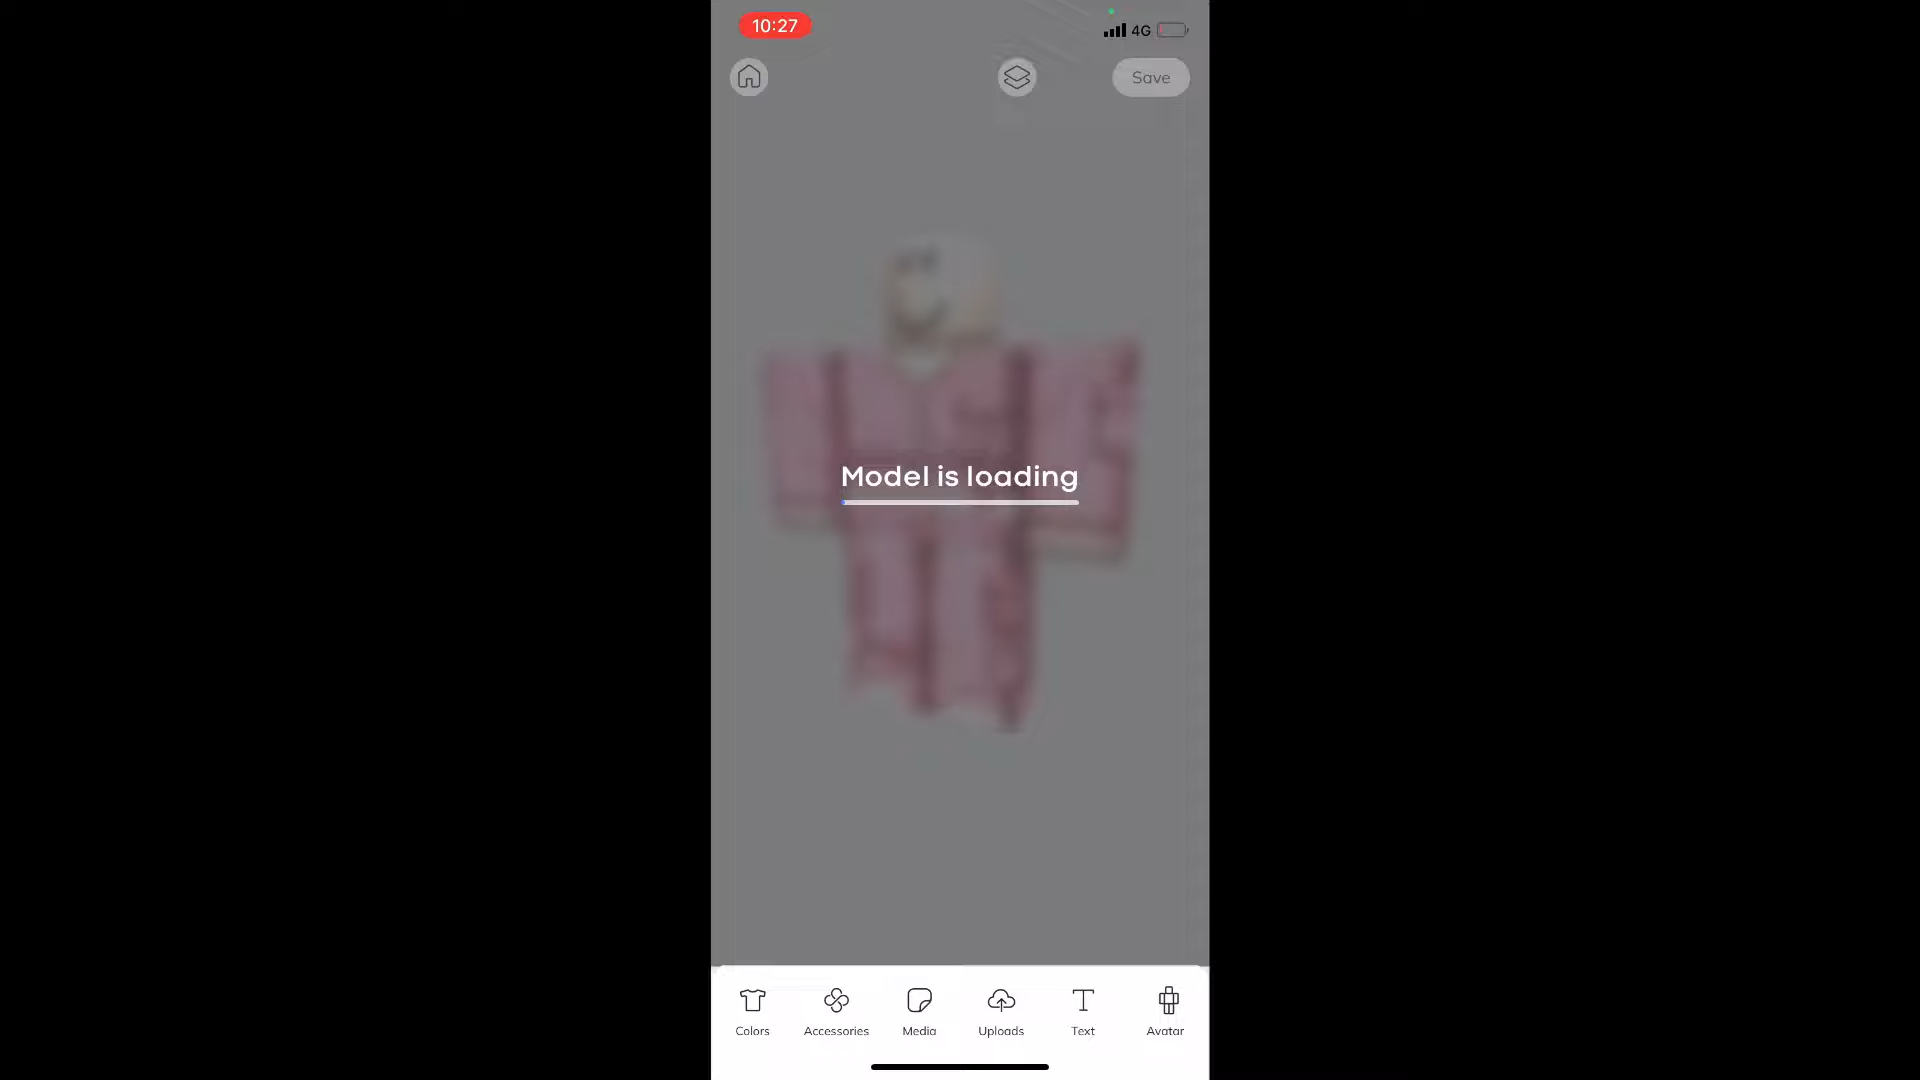 10:27
4G
Save
Model is loading
Colors
Accessories
Media
Uploads
Text
Avatar